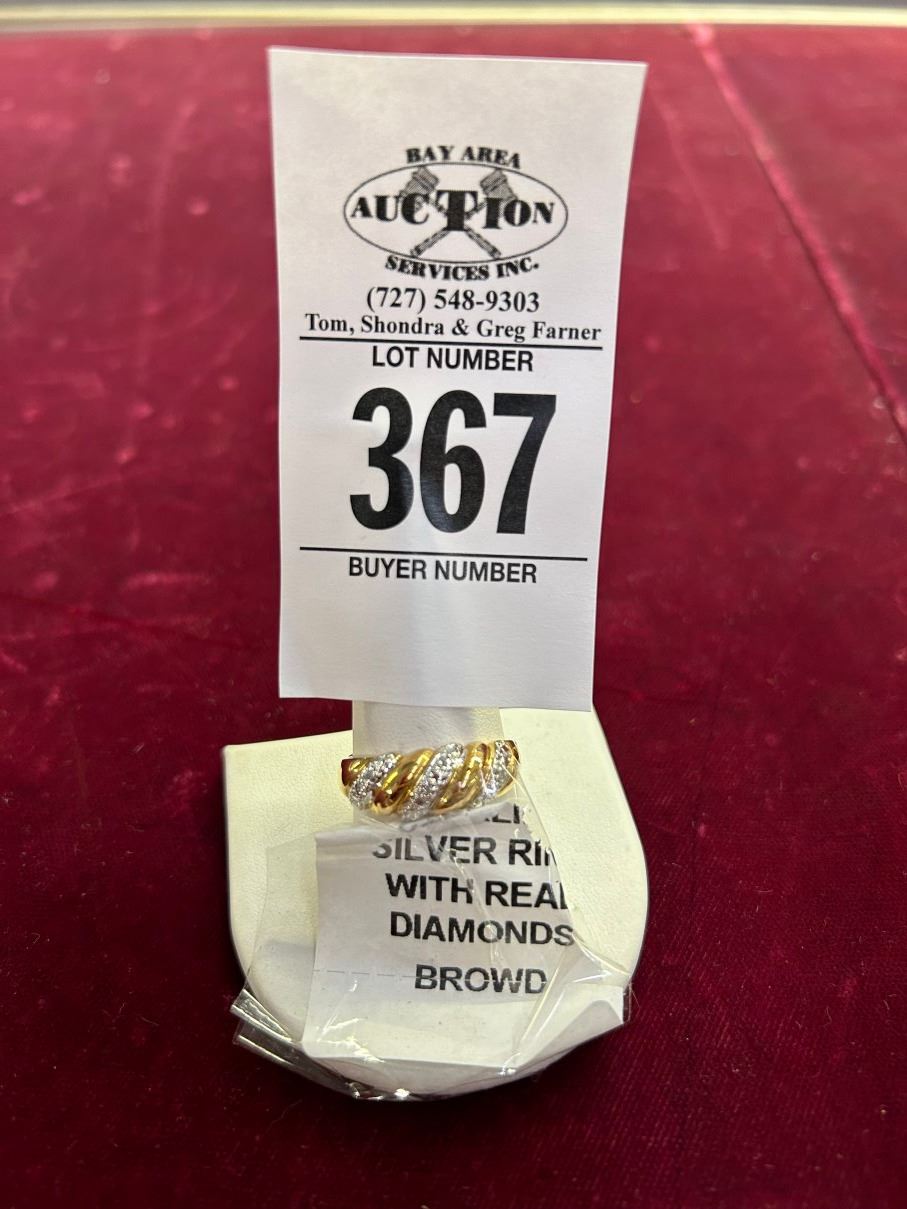 BAY AREA
AUCTION
SERVICES INC.
(727) 548-9303
Tom, Shondra & Greg Farner
LOT NUMBER
367
BUYER NUMBER
SILVER
WITH REAL
DIAMONDS
BROWD